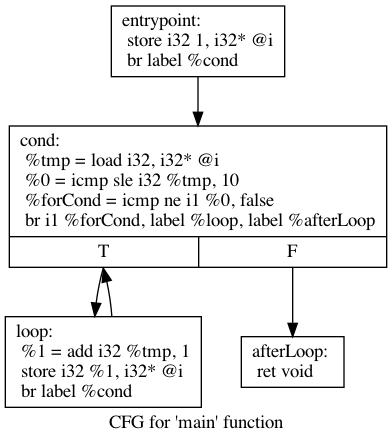 entrypoint:
store i32 1, i32* @i
br label %cond
cond:
%tmp = load i32, i32* @i
%0 = icmp sle i32 %tmp, 10
%forCond = icmp ne i1 %0, false
br i1 %forCond, label %loop, label %afterLoop
T
F
loop:
%1 = add i32 %tmp, 1
store i32 %1, i32* @i
br label %cond
afterLoop:
ret void
CFG for 'main' function